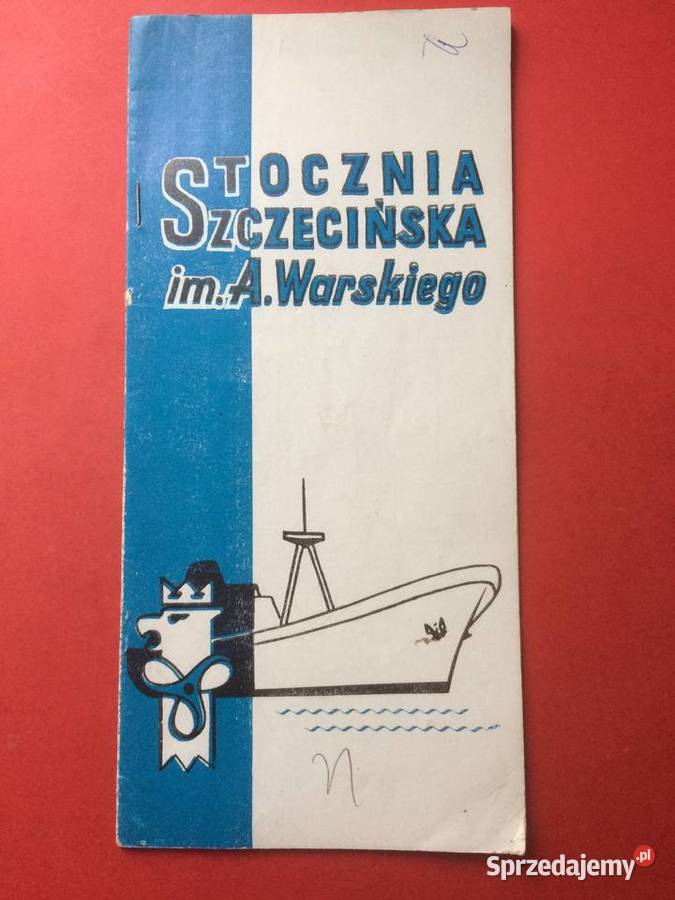 STOCZNIA
SZCZECIŃSKA
im. A. Warskiego
n
Sprzedajemy.pl